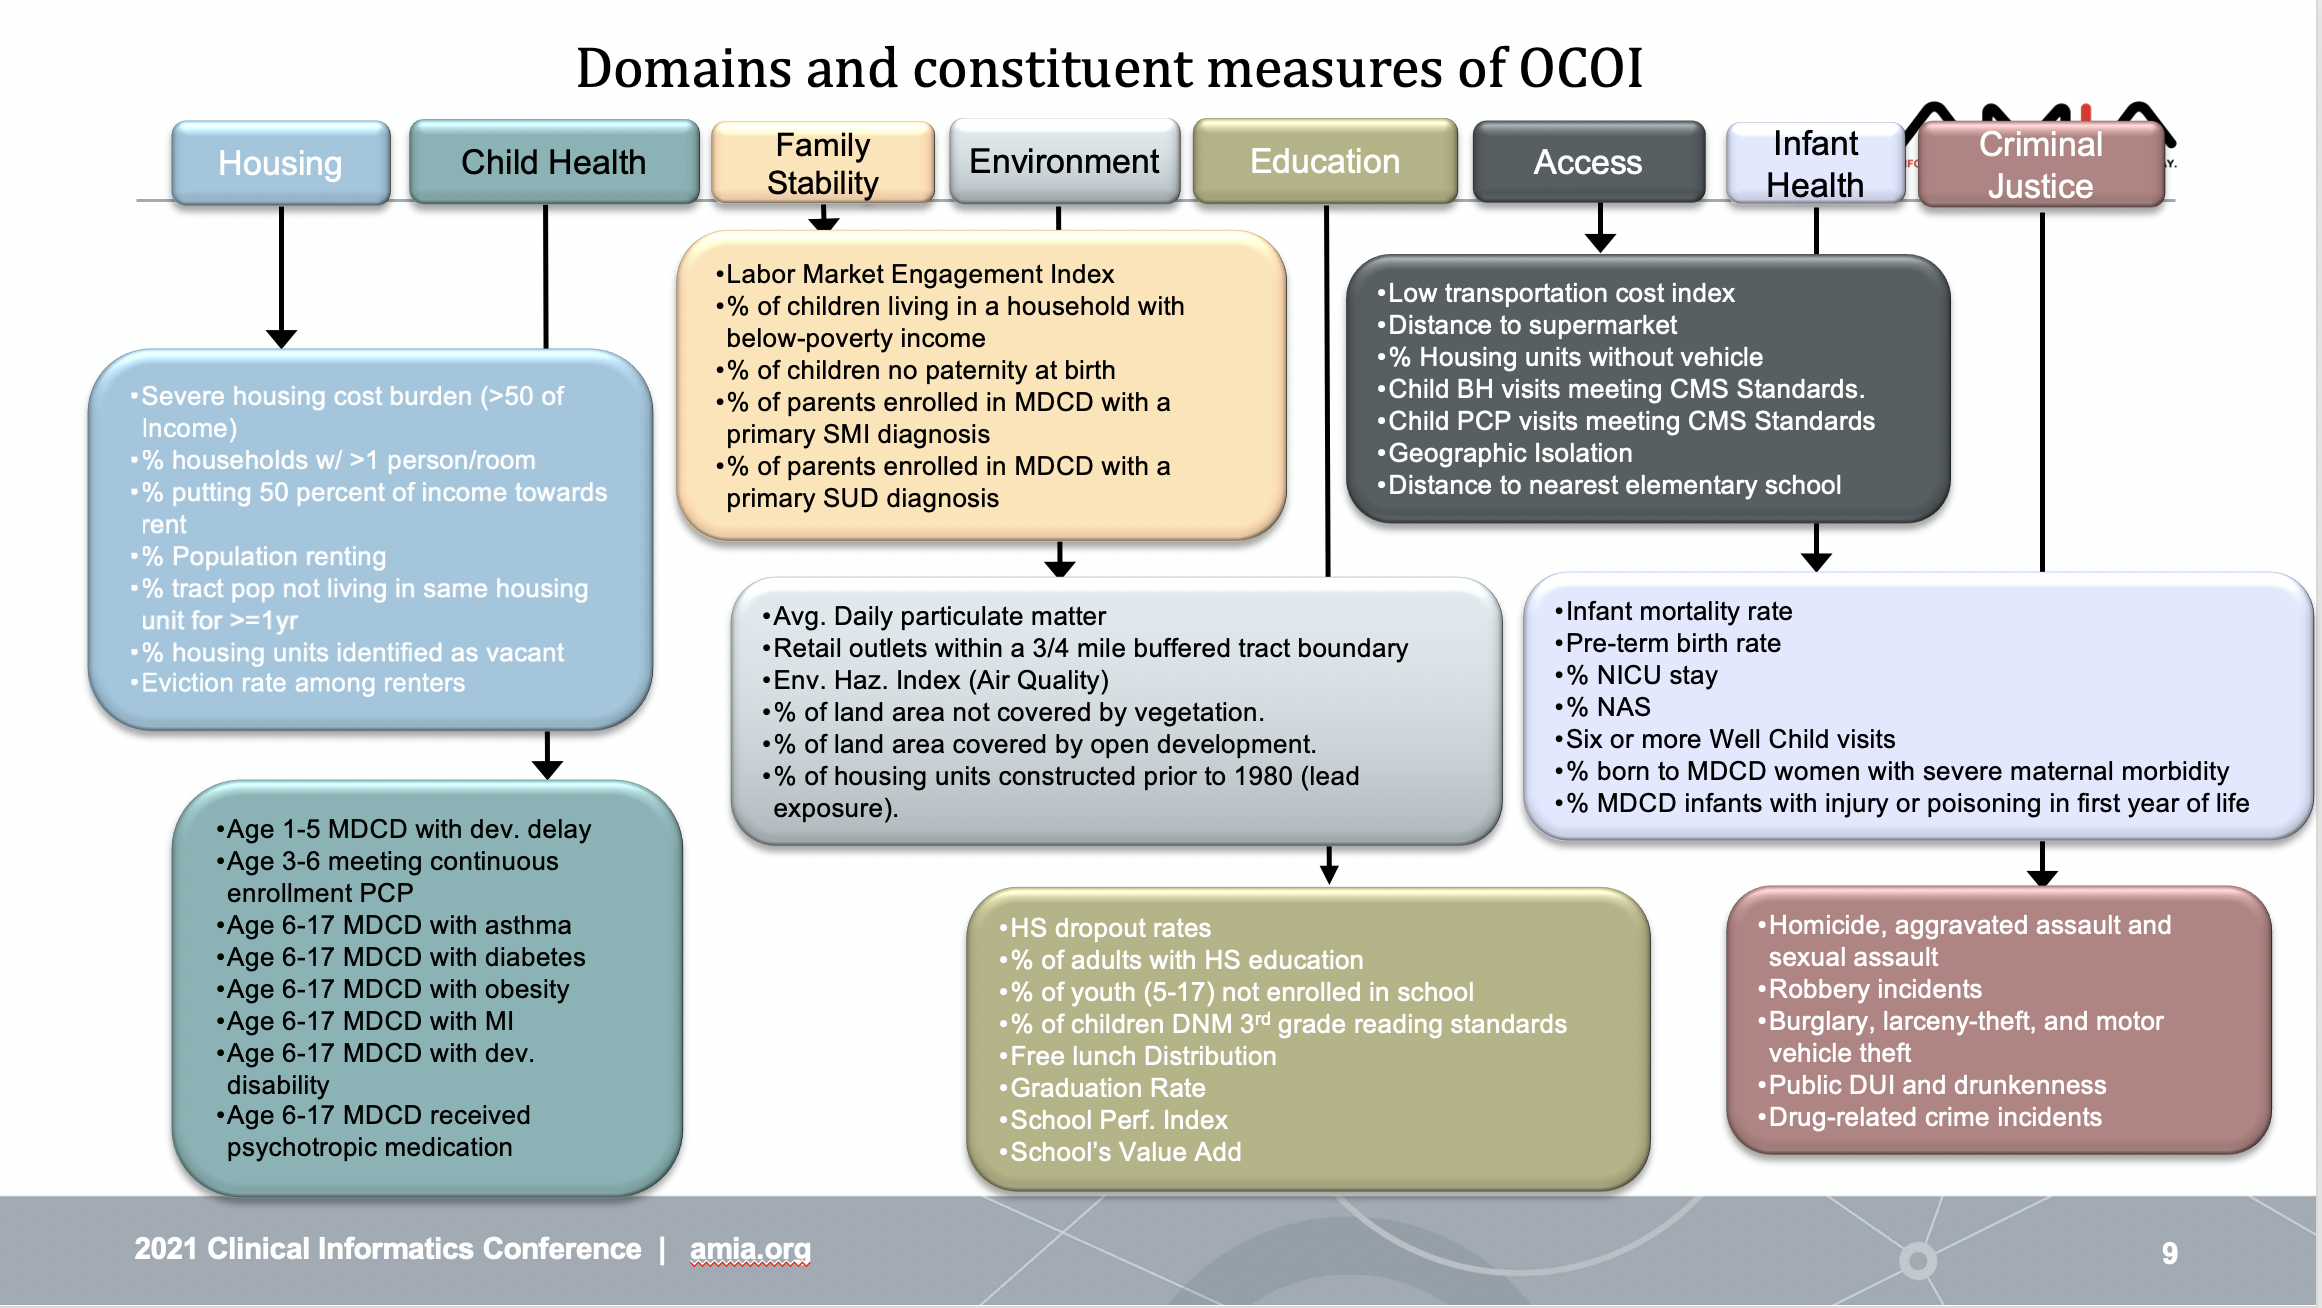 Domains and constituent measures of OCOI
Housing
Child Health
Family
Stability
Environment
Education
Access
Infant
Health
Criminal
Justice
•Severe housing cost burden (>50 of
Income)
•% households w/ >1 person/room
•% putting 50 percent of income towards
rent
•% Population renting
•% tract pop not living in same housing
unit for >=1yr
•% housing units identified as vacant
•Eviction rate among renters
•Age 1-5 MDCD with dev. delay
•Age 3-6 meeting continuous
enrollment PCP
•Age 6-17 MDCD with asthma
•Age 6-17 MDCD with diabetes
•Age 6-17 MDCD with obesity
•Age 6-17 MDCD with MI
•Age 6-17 MDCD with dev.
disability
•Age 6-17 MDCD received
psychotropic medication
•Labor Market Engagement Index
•% of children living in a household with
below-poverty income
•% of children no paternity at birth
•% of parents enrolled in MDCD with a
primary SMI diagnosis
•% of parents enrolled in MDCD with a
primary SUD diagnosis
•Avg. Daily particulate matter
•Retail outlets within a 3/4 mile buffered tract boundary
•Env. Haz. Index (Air Quality)
•% of land area not covered by vegetation.
•% of land area covered by open development.
•% of housing units constructed prior to 1980 (lead
exposure).
•HS dropout rates
•% of adults with HS education
•% of youth (5-17) not enrolled in school
•% of children DNM 3rd grade reading standards
•Free lunch Distribution
•Graduation Rate
•School Perf. Index
•School’s Value Add
•Low transportation cost index
•Distance to supermarket
•% Housing units without vehicle
•Child BH visits meeting CMS Standards.
•Child PCP visits meeting CMS Standards
•Geographic Isolation
•Distance to nearest elementary school
•Infant mortality rate
•Pre-term birth rate
•% NICU stay
•% NAS
•Six or more Well Child visits
•% born to MDCD women with severe maternal morbidity
•% MDCD infants with injury or poisoning in first year of life
•Homicide, aggravated assault and
sexual assault
•Robbery incidents
•Burglary, larceny-theft, and motor
vehicle theft
•Public DUI and drunkenness
•Drug-related crime incidents
2021 Clinical Informatics Conference | amia.org
9